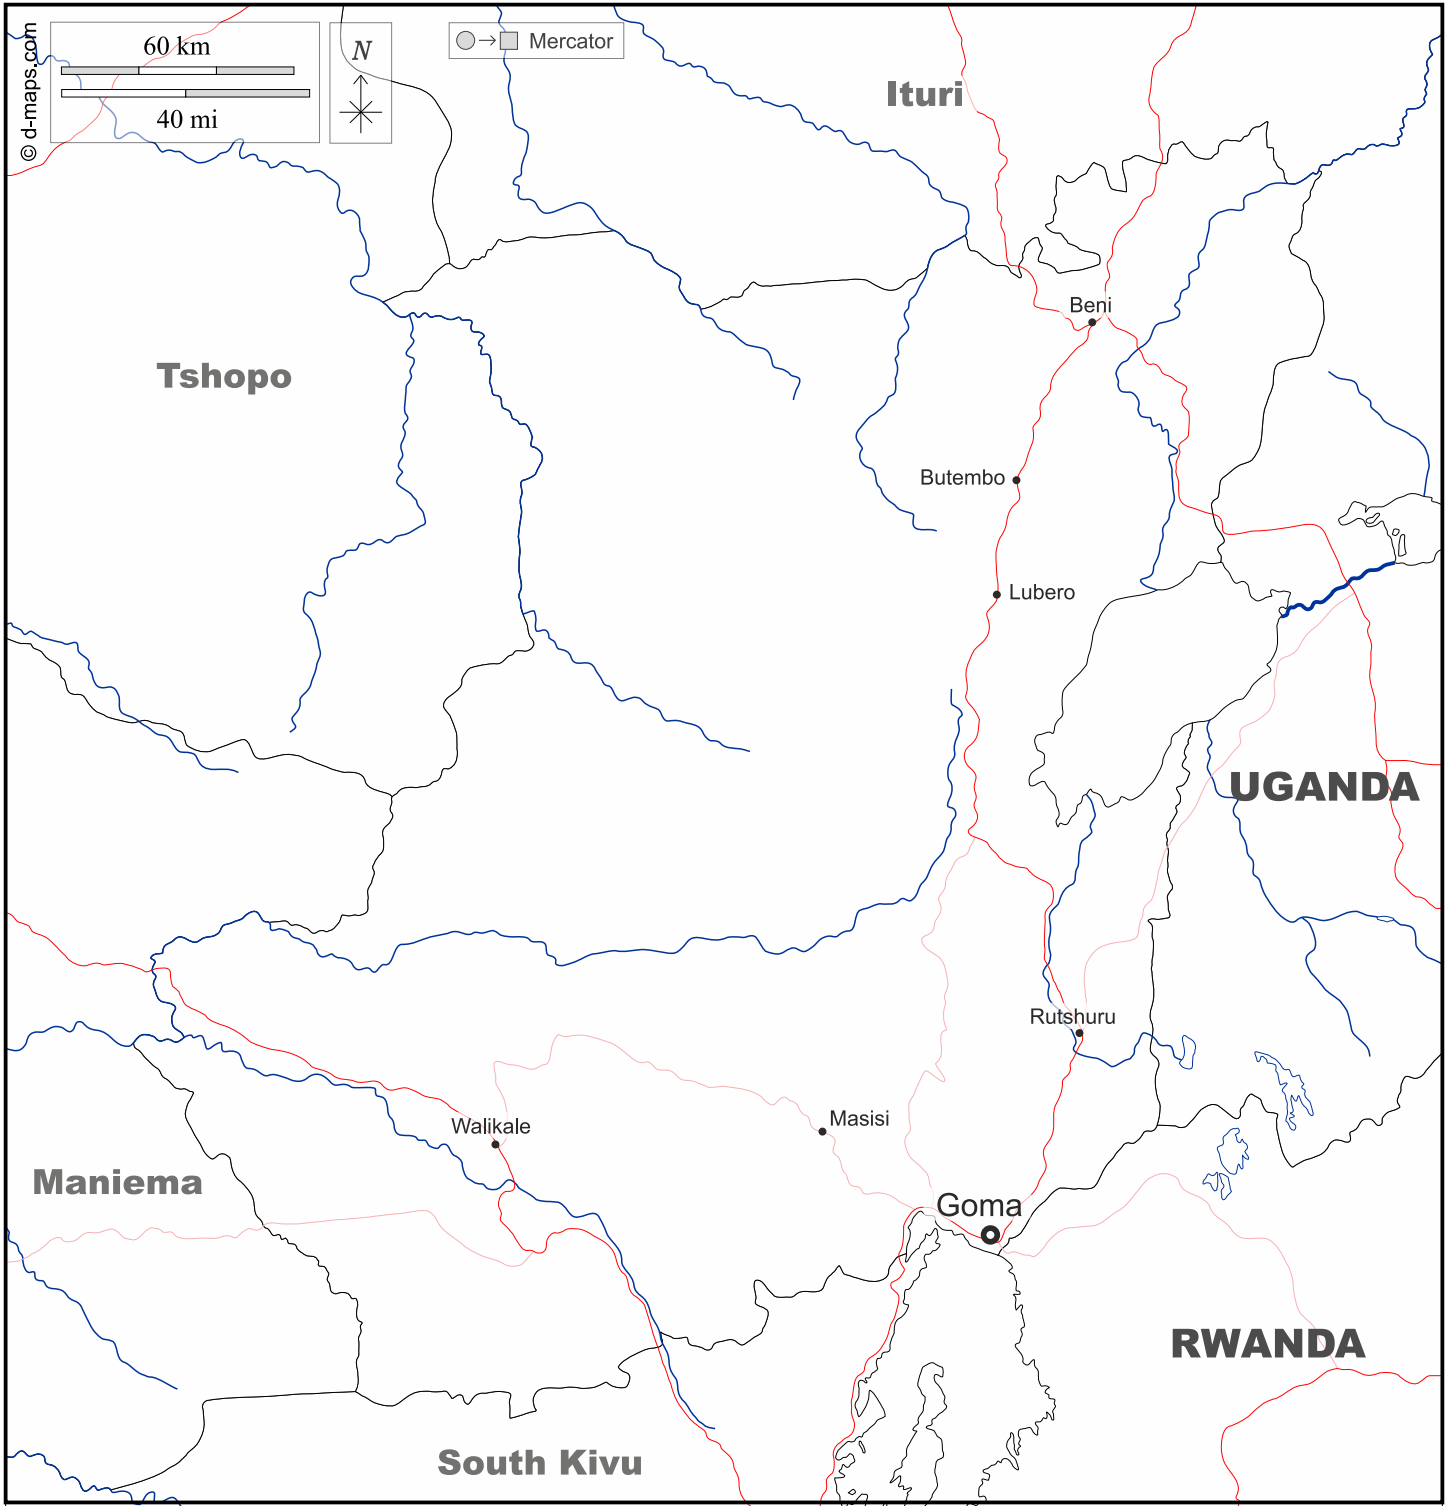 © d-maps.com
60 km
40 mi
N
Mercator
Ituri
Beni
Tshopo
Butembo
Lubero
UGANDA
Rutshuru
Masisi
Walikale
Maniema
Goma
RWANDA
South Kivu